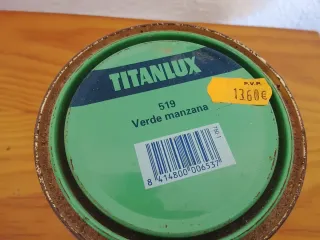 TITANLUX
519
Verde manzana
P.V.P.
1360€
8 414800 006537